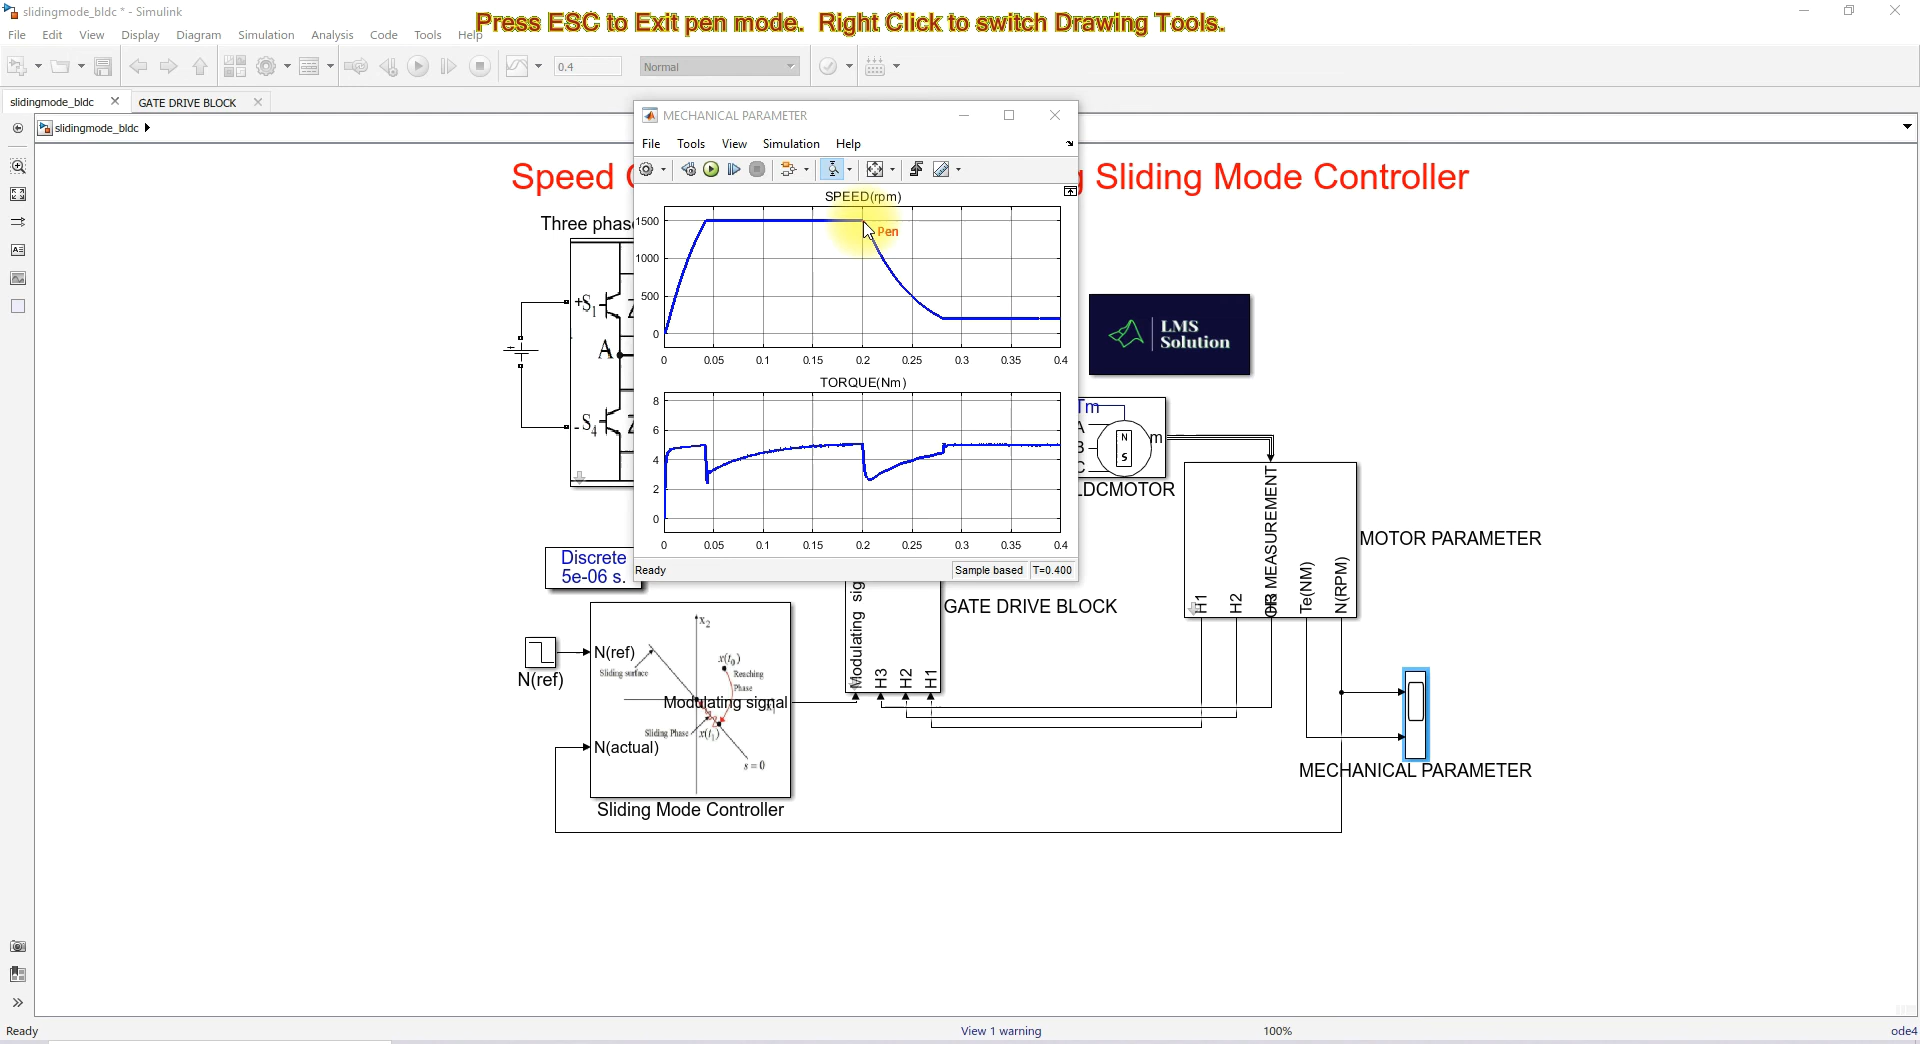 slidingmode_bldc * - Simulink
Press ESC to Exit pen mode.  Right Click to switch Drawing Tools.
File Edit View Display Diagram Simulation Analysis Code Tools Help
0.4 Normal
slidingmode_bldc GATE DRIVE BLOCK
slidingmode_bldc
MECHANICAL PARAMETER
File Tools View Simulation Help
Speed
Sliding Mode Controller
SPEED(rpm)
Pen
1500
1000
500
0
0 0.05 0.1 0.15 0.2 0.25 0.3 0.35 0.4
TORQUE(Nm)
8
6
4
2
0
0 0.05 0.1 0.15 0.2 0.25 0.3 0.35 0.4
Ready Sample based T=0.400
Three phase
+S1
A
-S4
LMS
Solution
Tm
A
B
C
N
S
m
LDCMOTOR
MOTOR PARAMETER
H1
H2
Te(NM)
N(RPM)
Discrete
5e-06 s.
GATE DRIVE BLOCK
Modulating sig
H3
H2
H1
N(ref)
N(ref)
N(actual)
Modulating signal
x2
x(t0)
Sliding surface
Reaching
Phase
Sliding Phase
x(t1)
s = 0
Sliding Mode Controller
MECHANICAL PARAMETER
Ready View 1 warning 100% ode4